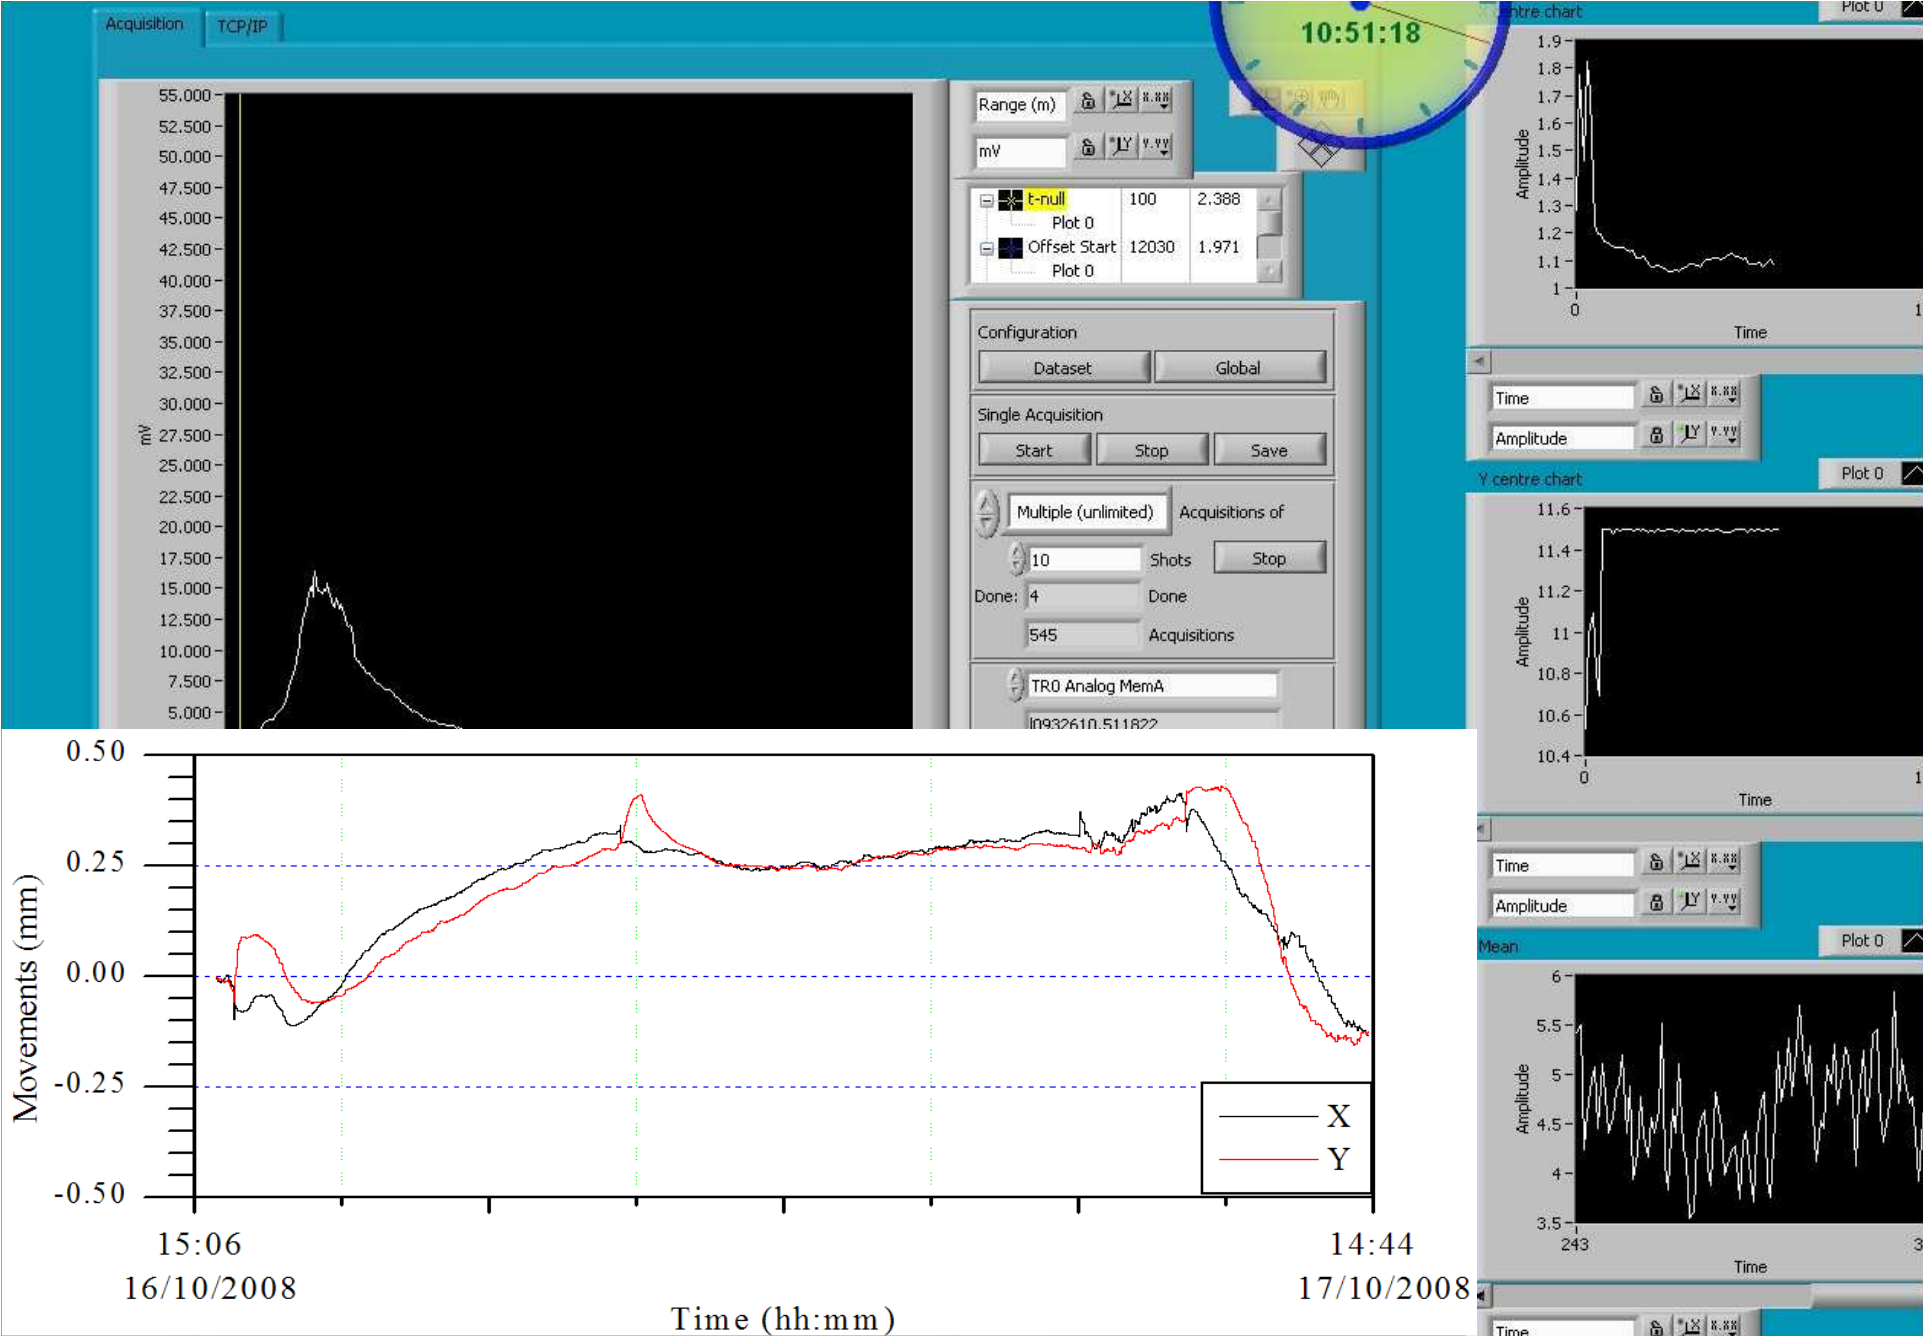 Acquisition
TCP/IP
10:51:18
55.000
52.500
50.000
47.500
45.000
42.500
40.000
37.500
35.000
32.500
30.000
27.500
25.000
22.500
20.000
17.500
15.000
12.500
10.000
7.500
5.000
mV
Range (m)
mV
t-null 100 2.388
Plot 0
Offset Start 12030 1.971
Plot 0
Configuration
Dataset Global
Single Acquisition
Start Stop Save
Multiple (unlimited) Acquisitions of
10 Shots Stop
Done: 4 Done
545 Acquisitions
TR0 Analog MemA
l0932610.511822
X centre chart
Plot 0
1.9
1.8
1.7
1.6
1.5
1.4
1.3
1.2
1.1
1
Amplitude
0 1
Time
Time
Amplitude
Y centre chart
Plot 0
11.6
11.4
11.2
11
10.8
10.6
10.4
Amplitude
0 1
Time
Time
Amplitude
Mean
Plot 0
6
5.5
5
4.5
4
3.5
Amplitude
243 3
Time
Time
0.50
0.25
0.00
-0.25
-0.50
Movements (mm)
X
Y
15:06 14:44
16/10/2008 17/10/2008
Time (hh:mm)